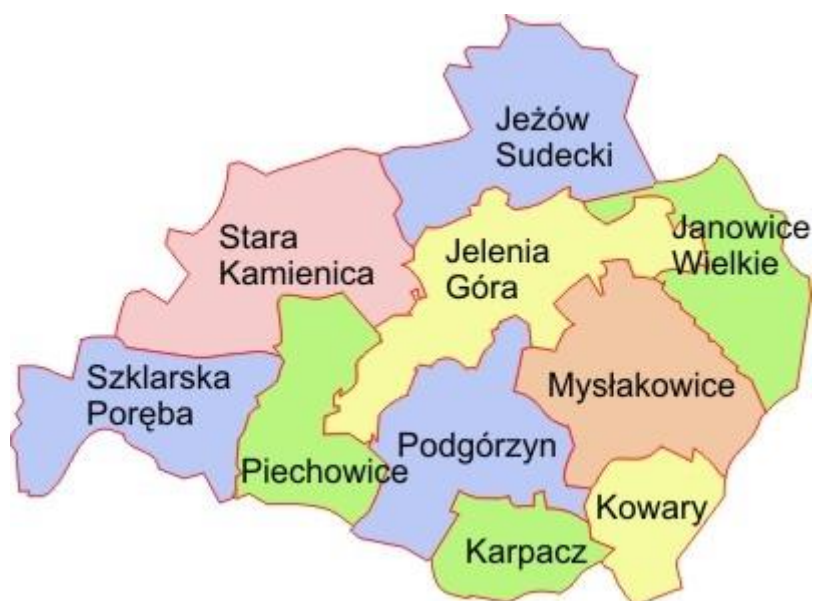 Jeżów
Sudecki
Stara
Kamienica
Jelenia
Góra
Janowice
Wielkie
Szklarska
Poręba
Mysłakowice
Podgórzyn
Piechowice
Kowary
Karpacz